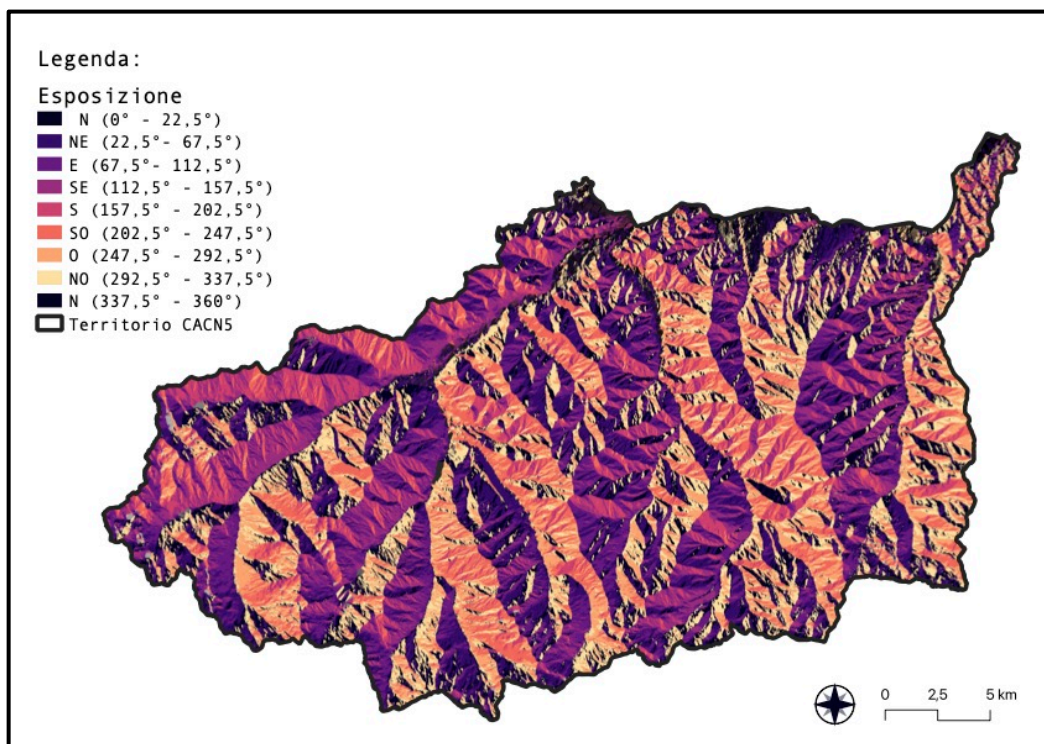 Legenda:
Esposizione
N (0° - 22,5°)
NE (22,5°- 67,5°)
E (67,5°- 112,5°)
SE (112,5° - 157,5°)
S (157,5° - 202,5°)
SO (202,5° - 247,5°)
O (247,5° - 292,5°)
NO (292,5° - 337,5°)
N (337,5° - 360°)
Territorio CACN5
0 2,5 5 km